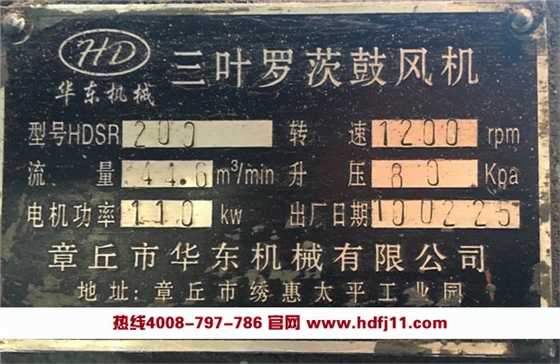 HD 三叶罗茨鼓风机
华东机械
型号HDSR 200 转速 1200 rpm
流量 44.6 m³/min 升压 80 Kpa
电机功率 110 kw 出厂日期 100225
章丘市华东机械有限公司
地址:章丘市绣惠太平工业园
热线4008-797-786 官网 www.hdfj11.com